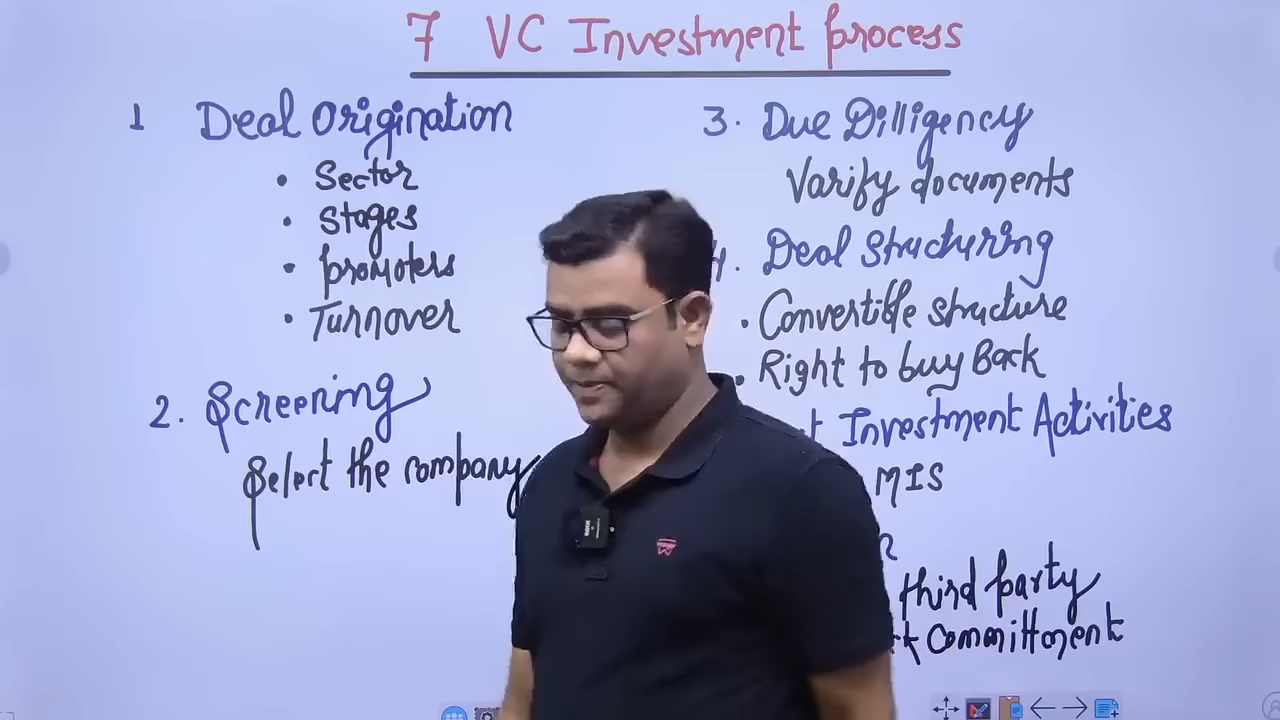 7 VC Investment process
1 Deal Origination
• Sector
• Stages
• promoters
• Turnover
2. Screening
Select the company
3. Due Dilligency
Varify documents
4. Deal Structuring
• Convertible structure
• Right to buy Back
Investment Activities
MIS
third party
Committment